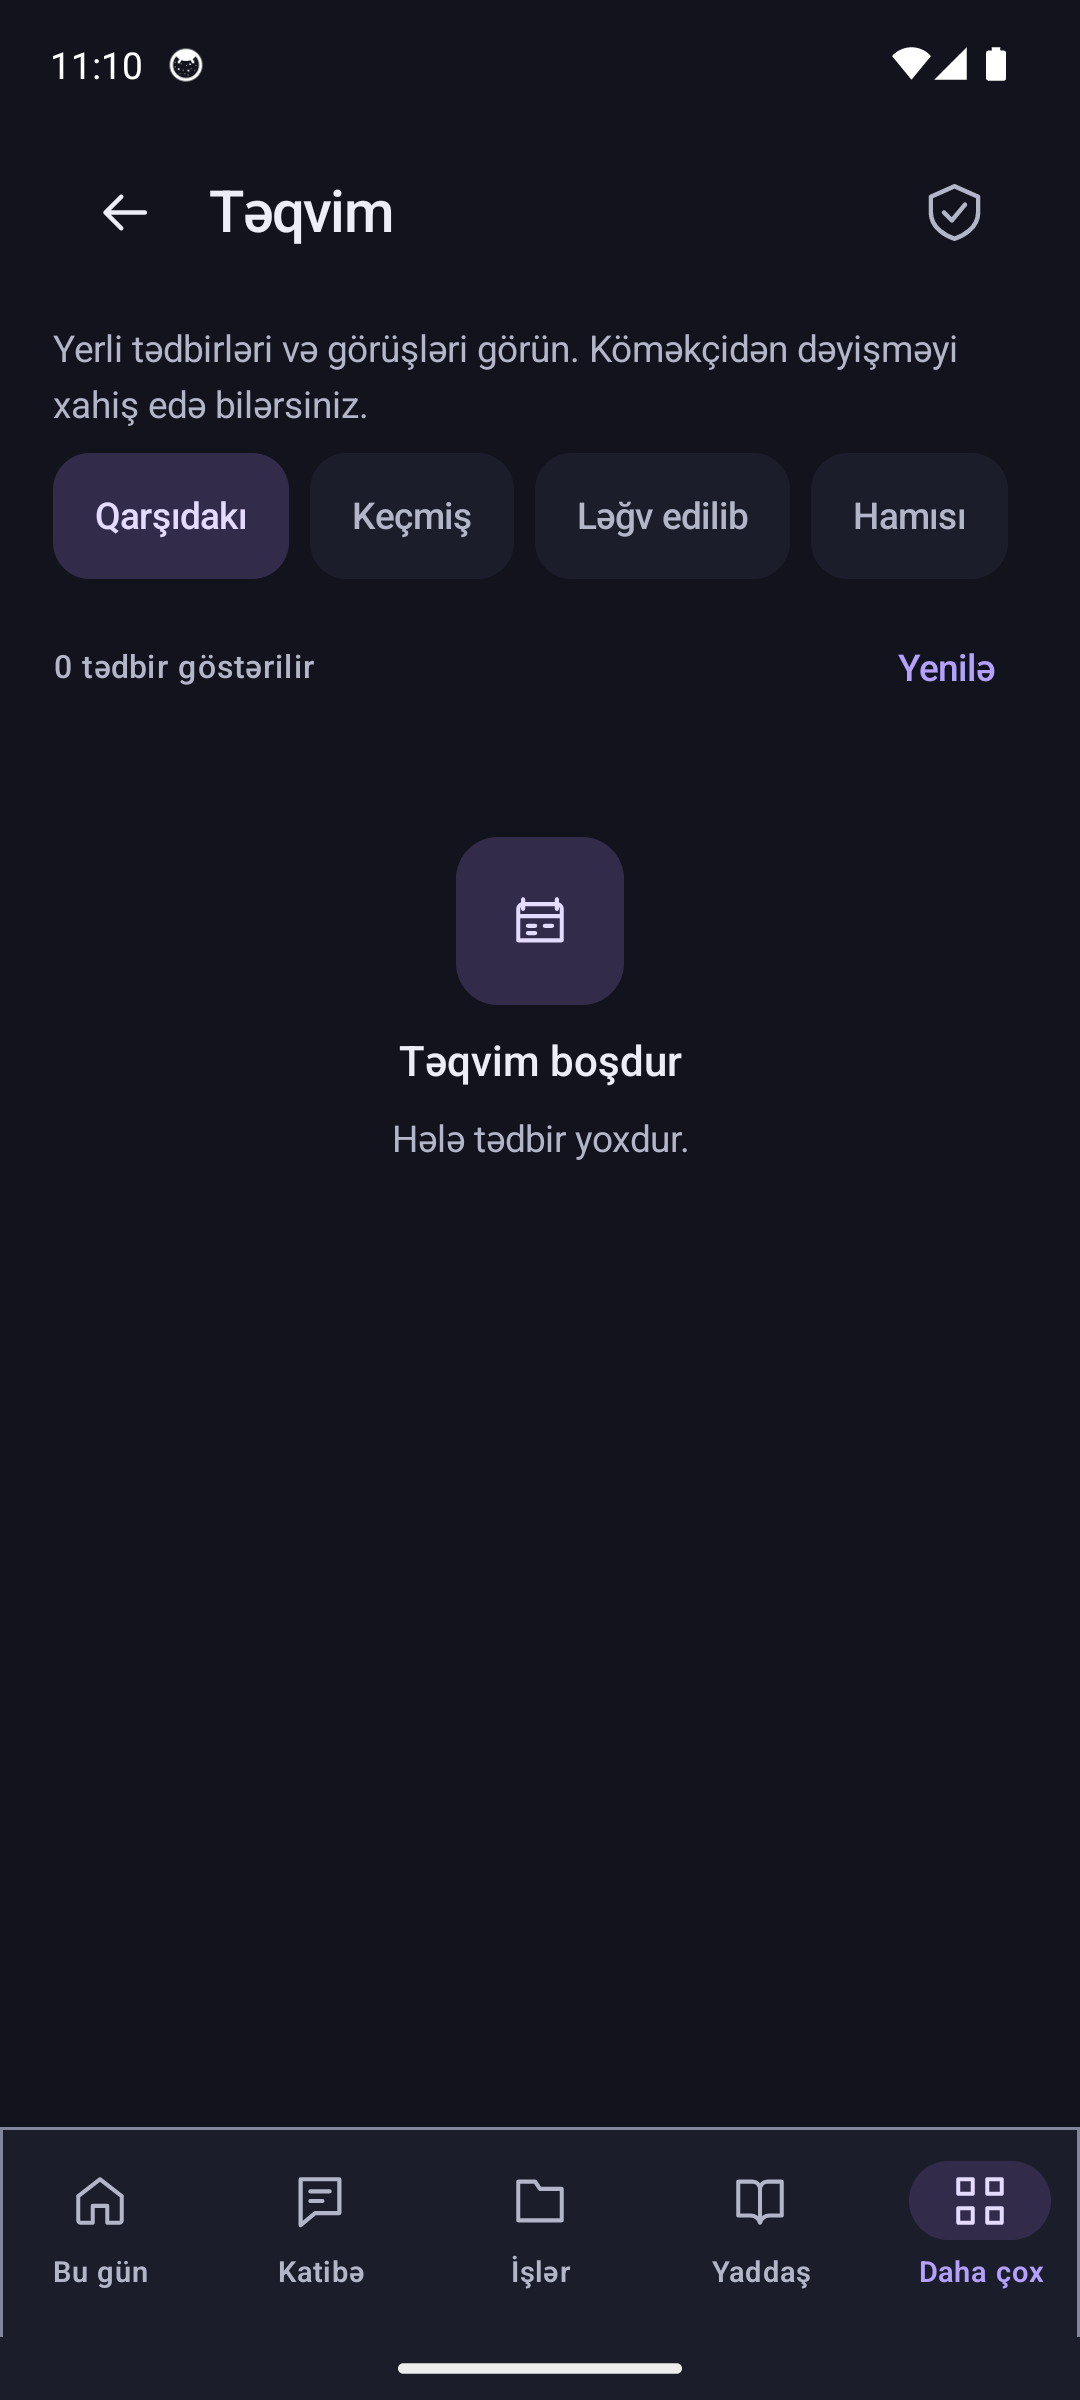 11:10
Təqvim
Yerli tədbirləri və görüşləri görün. Köməkçidən dəyişməyi
xahiş edə bilərsiniz.
Qarşıdakı
Keçmiş
Ləğv edilib
Hamısı
0 tədbir göstərilir
Yenilə
Təqvim boşdur
Hələ tədbir yoxdur.
Bu gün
Katibə
İşlər
Yaddaş
Daha çox